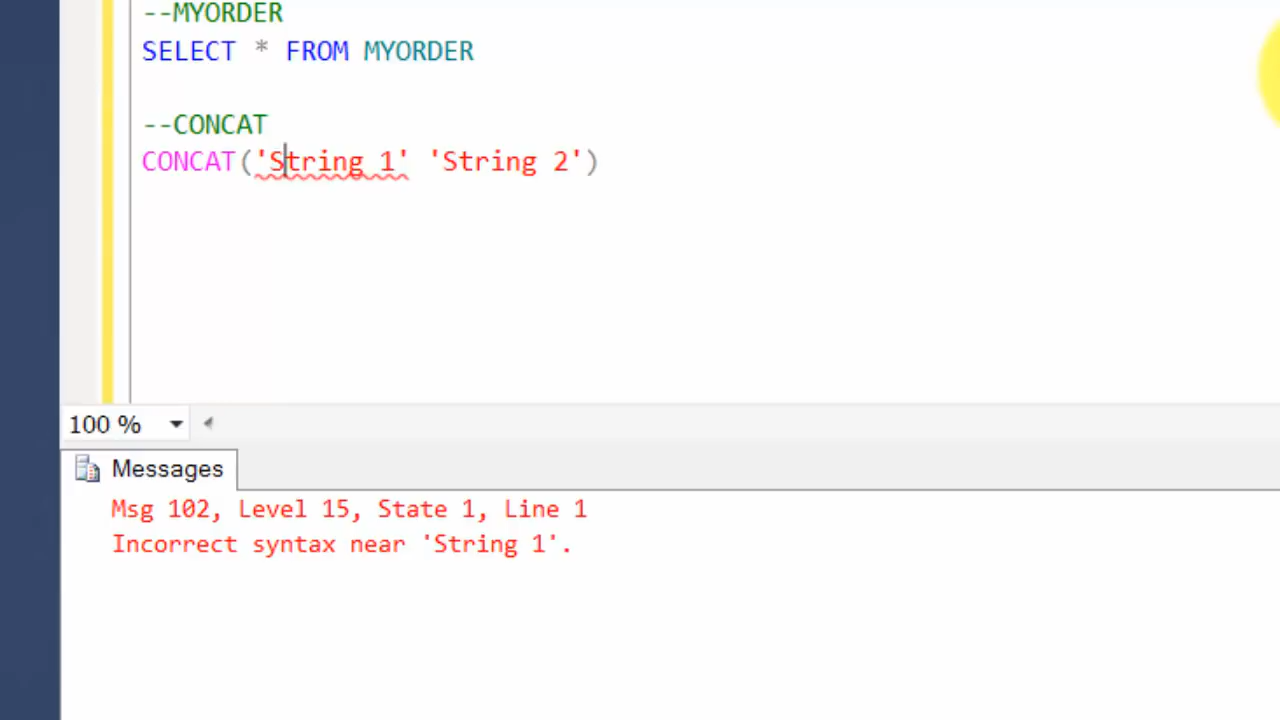 --MYORDER
SELECT * FROM MYORDER
--CONCAT
CONCAT('String 1' 'String 2')
100 %
Messages
Msg 102, Level 15, State 1, Line 1
Incorrect syntax near 'String 1'.